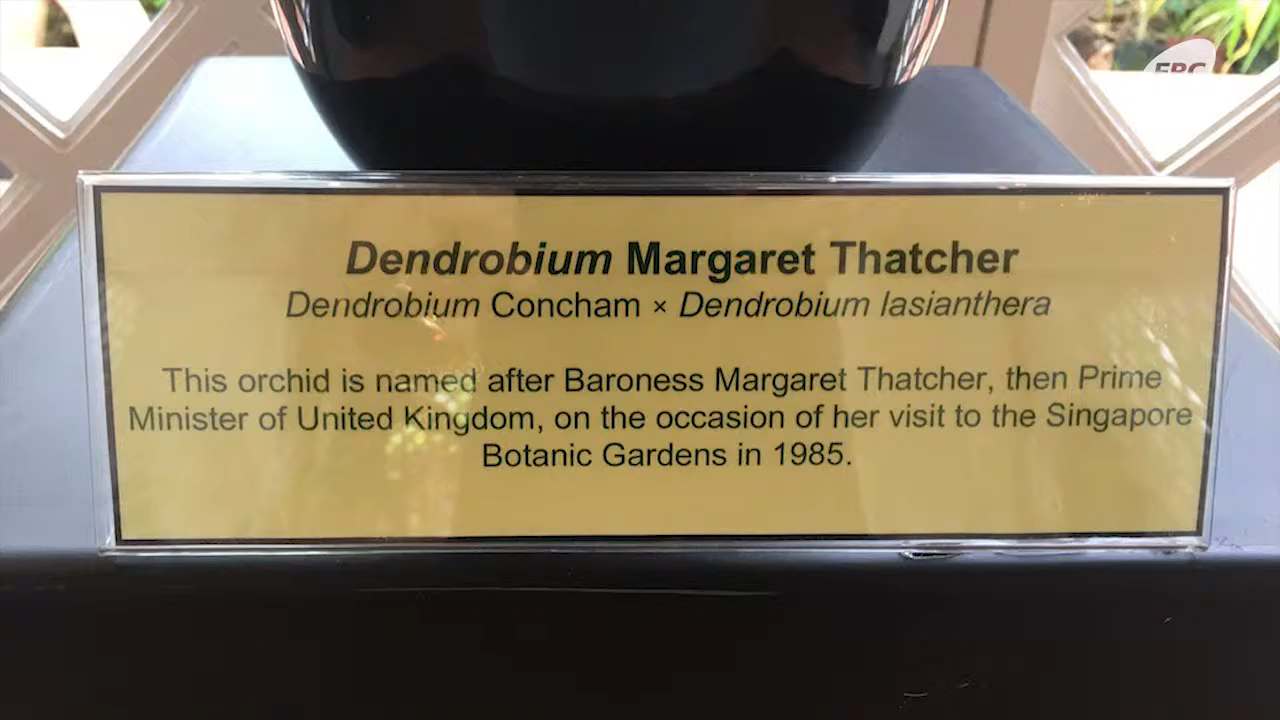 Dendrobium Margaret Thatcher
Dendrobium Concham × Dendrobium lasianthera
This orchid is named after Baroness Margaret Thatcher, then Prime
Minister of United Kingdom, on the occasion of her visit to the Singapore
Botanic Gardens in 1985.